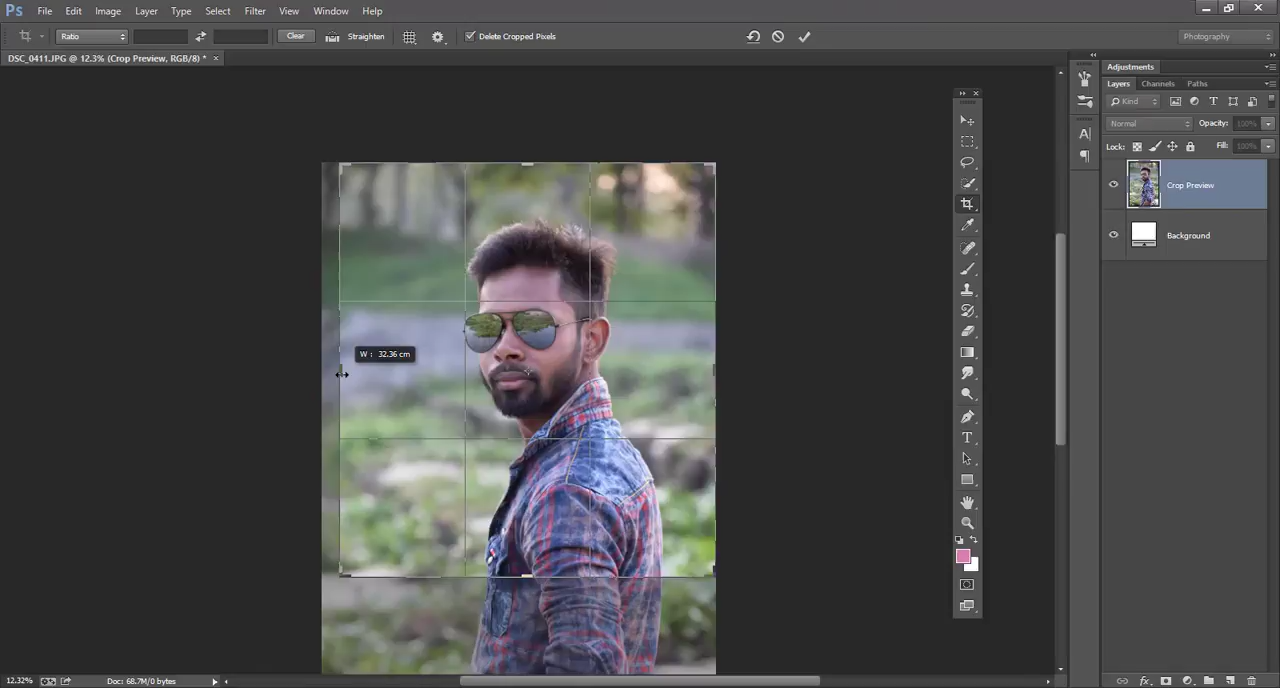 Ps File Edit Image Layer Type Select Filter View Window Help
Ratio Clear Straighten Delete Cropped Pixels Photography
DSC_0411.JPG @ 12.3% (Crop Preview, RGB/8) * ×
Adjustments
Layers Channels Paths
Kind
Normal Opacity: 100%
Lock: Fill: 100%
Crop Preview
Background
W : 32.36 cm
12.32% Doc: 68.7M/0 bytes